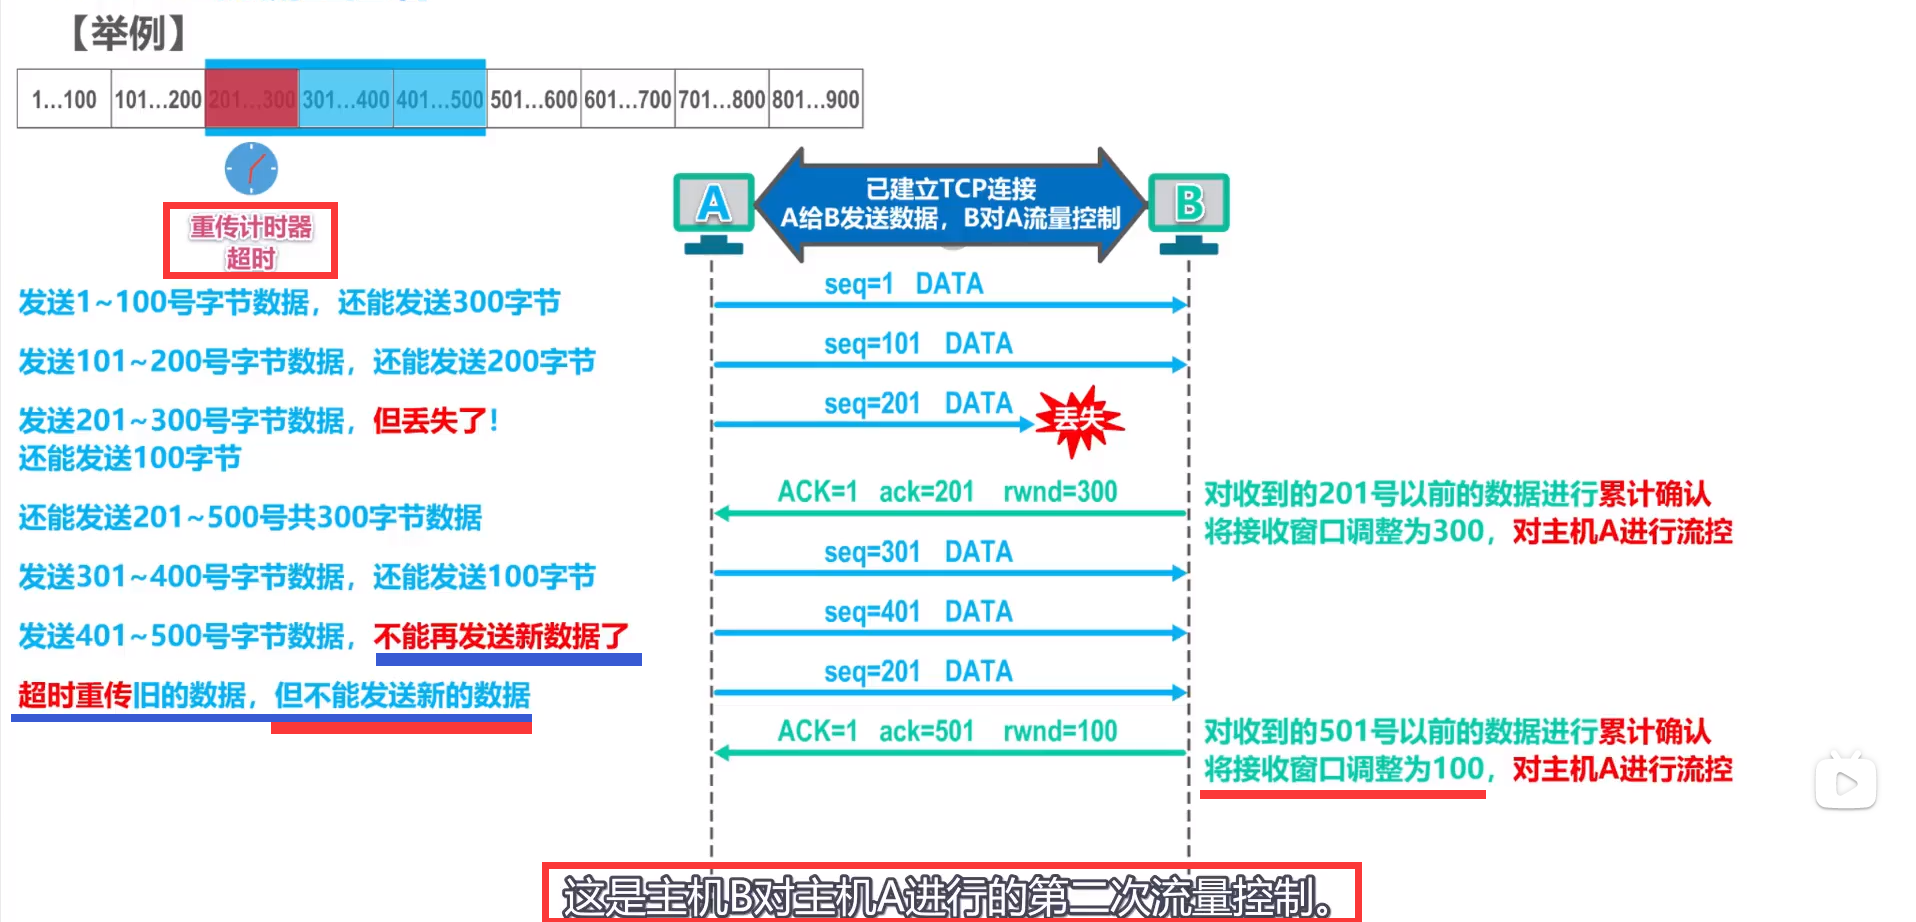 【举例】
1...100 101...200 201...300 301...400 401...500 501...600 601...700 701...800 801...900
重传计时器
超时
A
已建立TCP连接
A给B发送数据，B对A流量控制
B
发送1~100号字节数据，还能发送300字节
seq=1 DATA
发送101~200号字节数据，还能发送200字节
seq=101 DATA
发送201~300号字节数据，但丢失了！
还能发送100字节
seq=201 DATA
丢失
还能发送201~500号共300字节数据
ACK=1 ack=201 rwnd=300
对收到的201号以前的数据进行累计确认
将接收窗口调整为300，对主机A进行流控
发送301~400号字节数据，还能发送100字节
seq=301 DATA
发送401~500号字节数据，不能再发送新数据了
seq=401 DATA
超时重传旧的数据，但不能发送新的数据
seq=201 DATA
ACK=1 ack=501 rwnd=100
对收到的501号以前的数据进行累计确认
将接收窗口调整为100，对主机A进行流控
这是主机B对主机A进行的第二次流量控制。